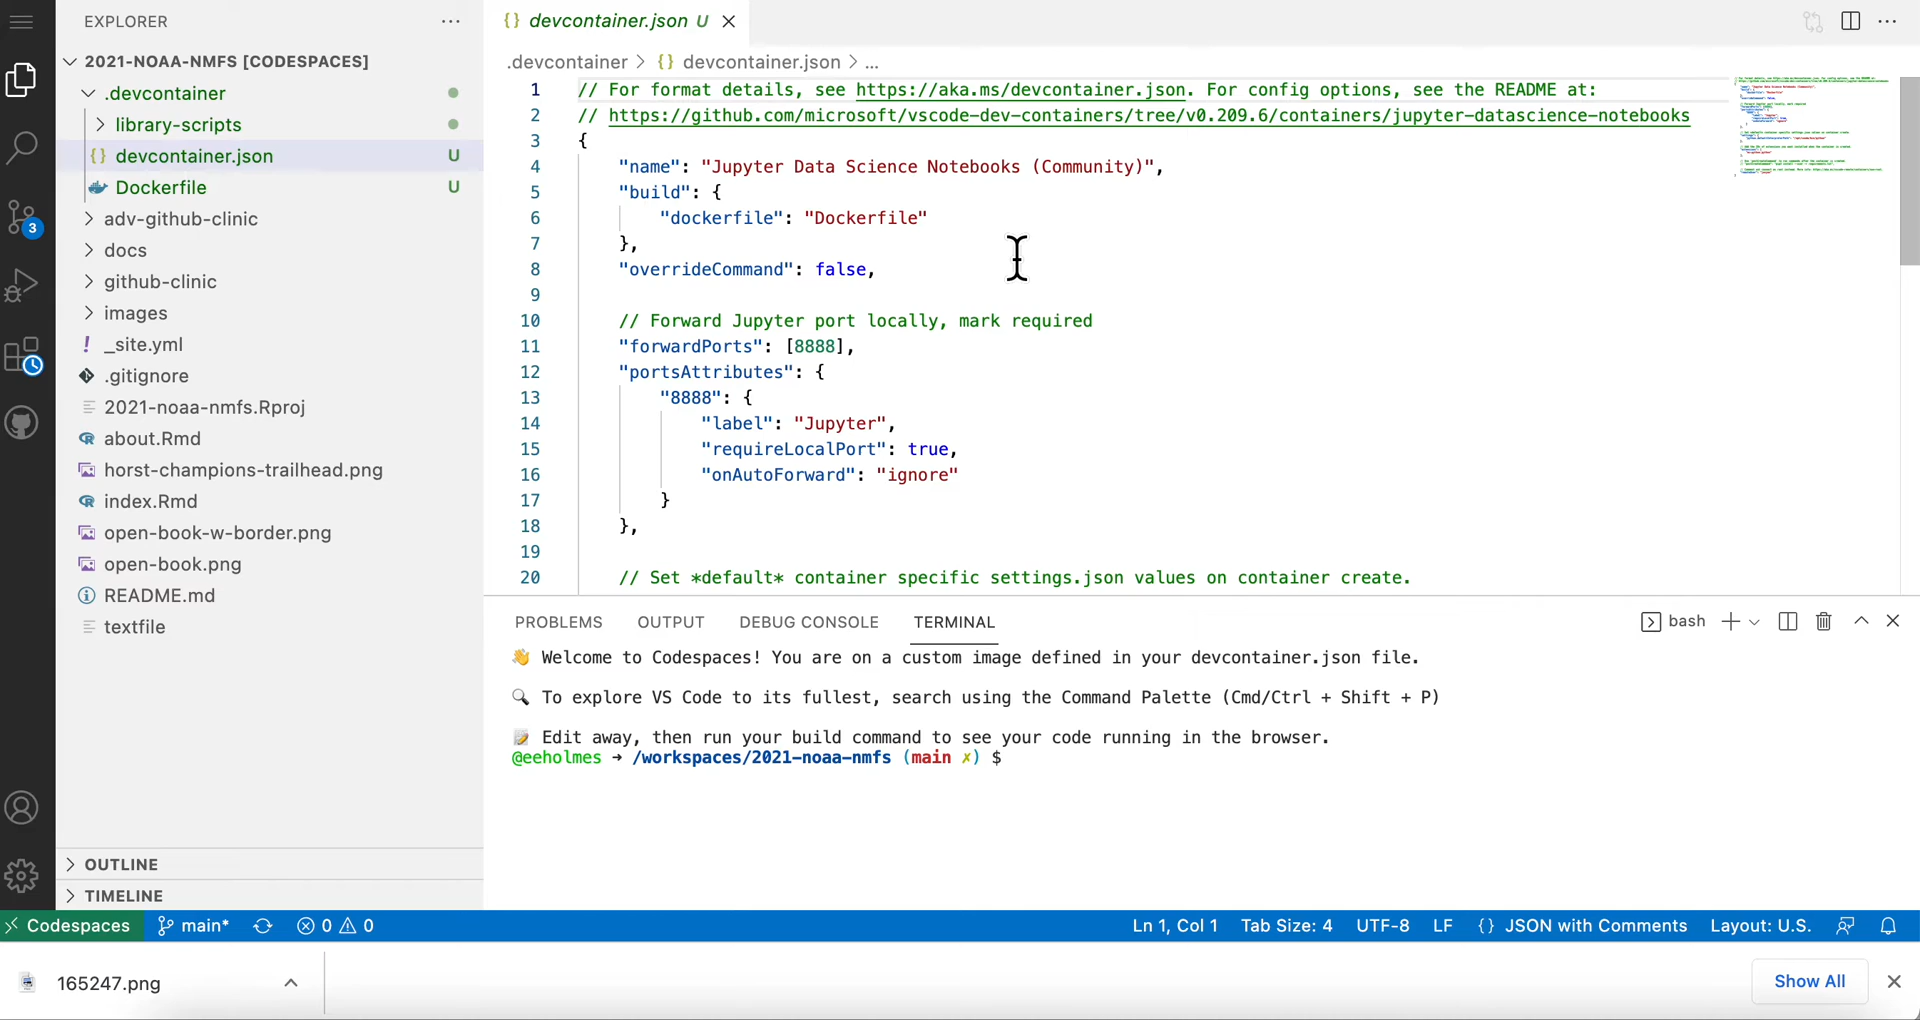 EXPLORER
2021-NOAA-NMFS [CODESPACES]
.devcontainer
library-scripts
devcontainer.json U
Dockerfile U
adv-github-clinic
docs
github-clinic
images
_site.yml
.gitignore
2021-noaa-nmfs.Rproj
about.Rmd
horst-champions-trailhead.png
index.Rmd
open-book-w-border.png
open-book.png
README.md
textfile
3
OUTLINE
TIMELINE
{} devcontainer.json U
.devcontainer > {} devcontainer.json > ...
1 // For format details, see https://aka.ms/devcontainer.json. For config options, see the README at:
2 // https://github.com/microsoft/vscode-dev-containers/tree/v0.209.6/containers/jupyter-datascience-notebooks
3 {
4 "name": "Jupyter Data Science Notebooks (Community)",
5 "build": {
6 "dockerfile": "Dockerfile"
7 },
8 "overrideCommand": false,
9
10 // Forward Jupyter port locally, mark required
11 "forwardPorts": [8888],
12 "portsAttributes": {
13 "8888": {
14 "label": "Jupyter",
15 "requireLocalPort": true,
16 "onAutoForward": "ignore"
17 }
18 },
19
20 // Set *default* container specific settings.json values on container create.
PROBLEMS OUTPUT DEBUG CONSOLE TERMINAL bash
👋 Welcome to Codespaces! You are on a custom image defined in your devcontainer.json file.
🔍 To explore VS Code to its fullest, search using the Command Palette (Cmd/Ctrl + Shift + P)
📝 Edit away, then run your build command to see your code running in the browser.
@eeholmes → /workspaces/2021-noaa-nmfs (main ✗) $
Codespaces main* 0 0 Ln 1, Col 1 Tab Size: 4 UTF-8 LF {} JSON with Comments Layout: U.S.
165247.png Show All